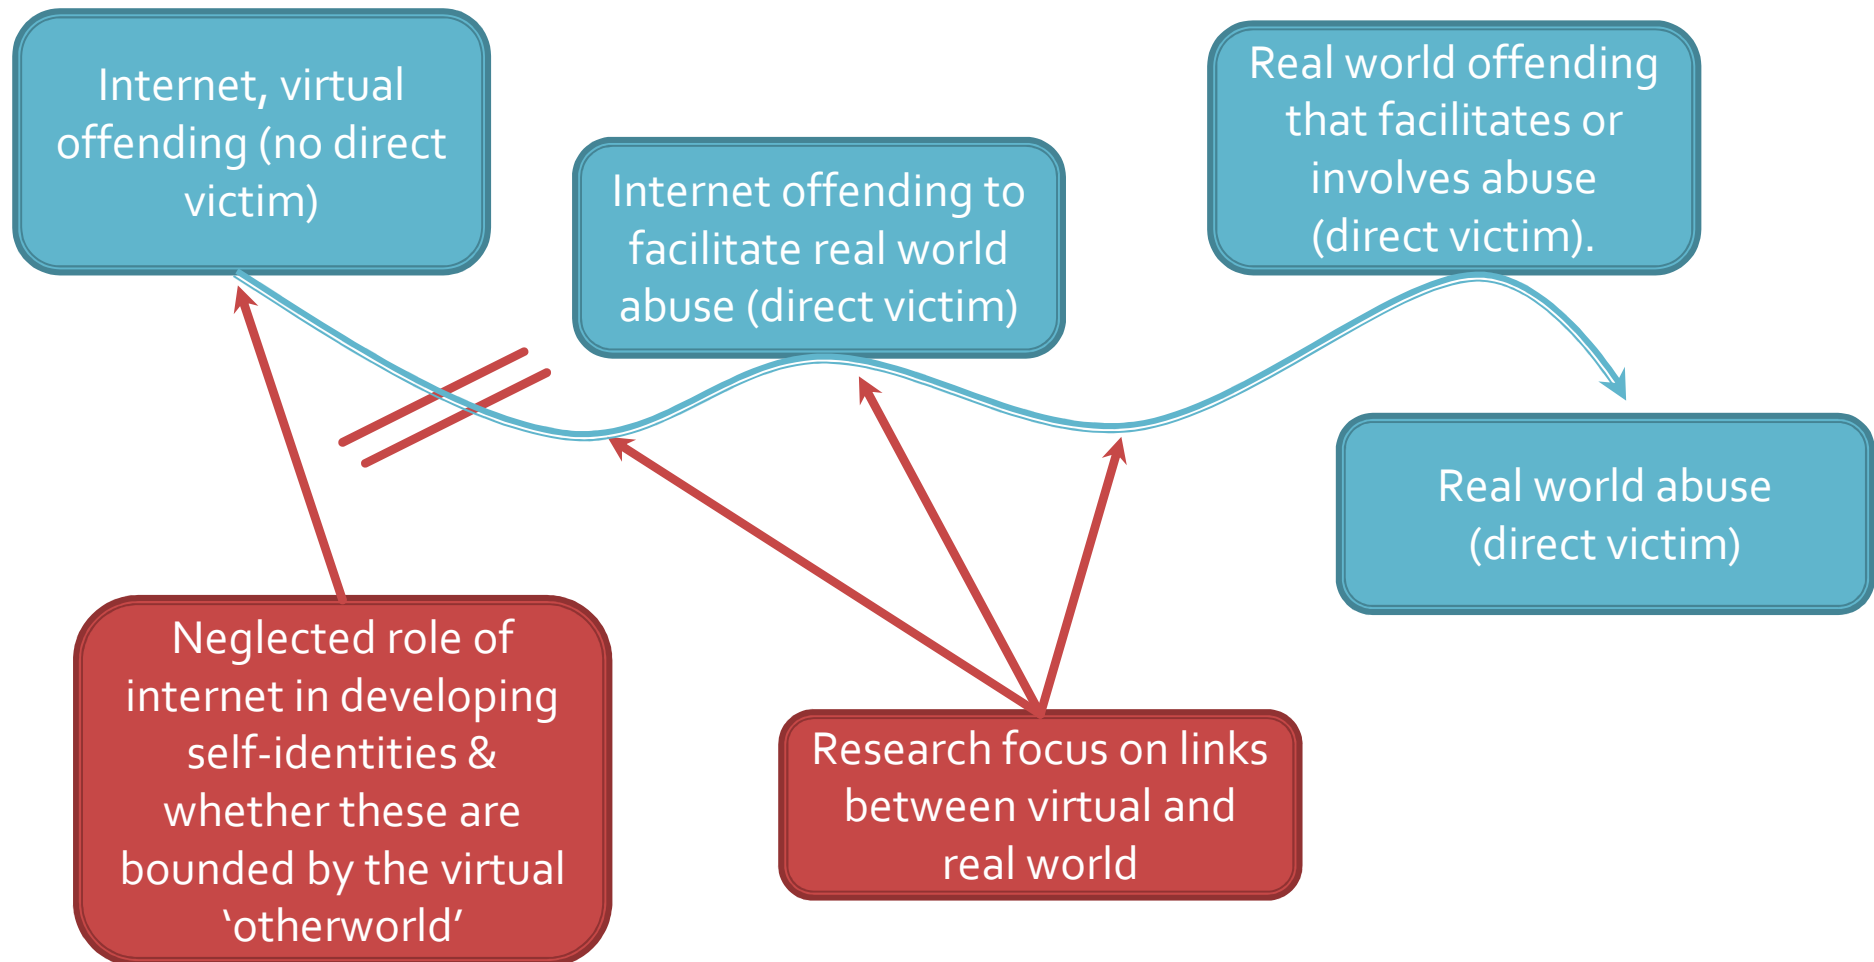 Internet, virtual
offending (no direct
victim)
Internet offending to
facilitate real world
abuse (direct victim)
Real world offending
that facilitates or
involves abuse
(direct victim).
Real world abuse
(direct victim)
Neglected role of
internet in developing
self-identities &
whether these are
bounded by the virtual
‘otherworld’
Research focus on links
between virtual and
real world